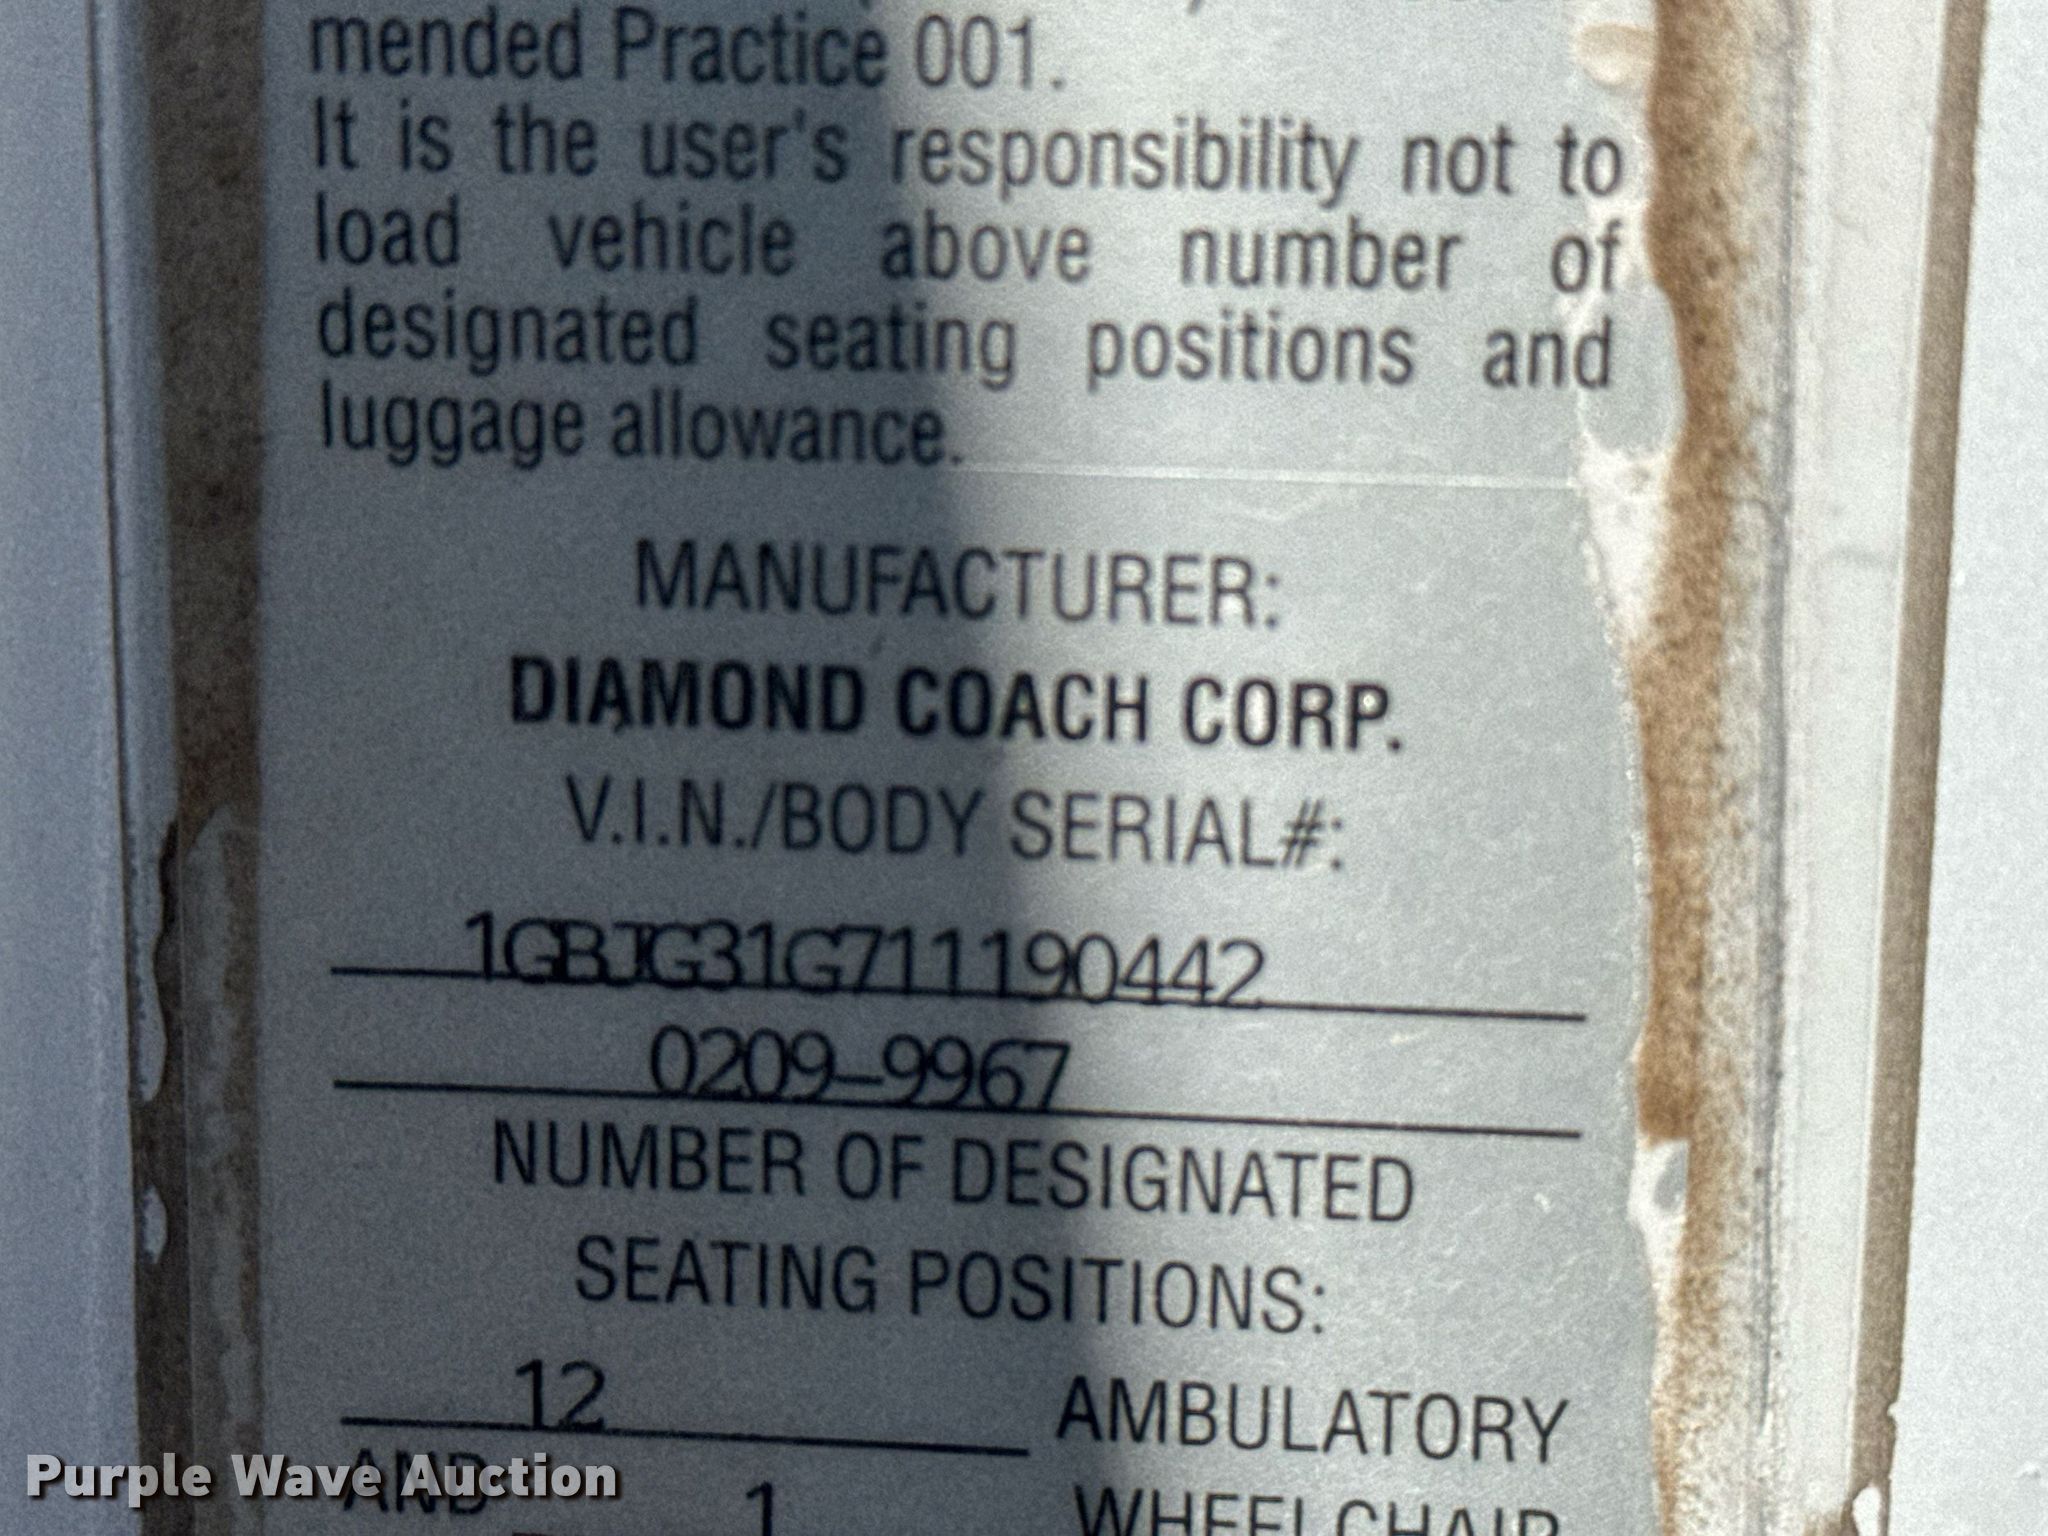 mended Practice 001.
It is the user's responsibility not to
load vehicle above number of
designated seating positions and
luggage allowance.
MANUFACTURER:
DIAMOND COACH CORP.
V.I.N./BODY SERIAL#:
1GBJG31G711190442
0209-9967
NUMBER OF DESIGNATED
SEATING POSITIONS:
12 AMBULATORY
AND 1 WHEELCHAIR
Purple Wave Auction